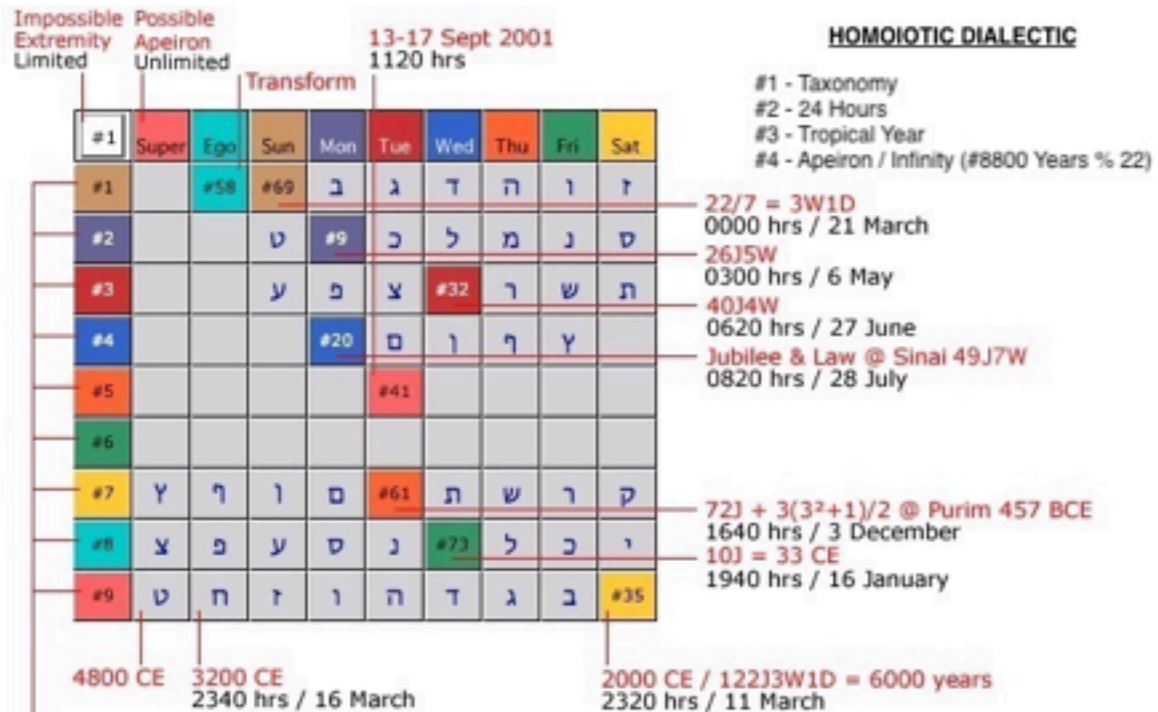 Impossible Possible
Extremity Apeiron
Limited Unlimited
13-17 Sept 2001
1120 hrs
Transform
HOMOIOTIC DIALECTIC
#1 - Taxonomy
#2 - 24 Hours
#3 - Tropical Year
#4 - Apeiron / Infinity (#8800 Years % 22)
#1 Super Ego Sun Mon Tue Wed Thu Fri Sat
#1 #58 #69 ב ג ד ה ו ז
#2 ט #9 כ ל מ נ ס
#3 ע פ צ #32 ר ש ת
#4 #20 ם ן ף ץ
#5 #41
#6
#7 ץ ף ן ם #61 ת ש ר ק
#8 צ פ ע ס נ #73 ל כ י
#9 ט ח ז ו ה ד ג ב #35
22/7 = 3W1D
0000 hrs / 21 March
26J5W
0300 hrs / 6 May
40J4W
0620 hrs / 27 June
Jubilee & Law @ Sinai 49J7W
0820 hrs / 28 July
72J + 3(3²+1)/2 @ Purim 457 BCE
1640 hrs / 3 December
10J = 33 CE
1940 hrs / 16 January
4800 CE
3200 CE
2340 hrs / 16 March
2000 CE / 122J3W1D = 6000 years
2320 hrs / 11 March